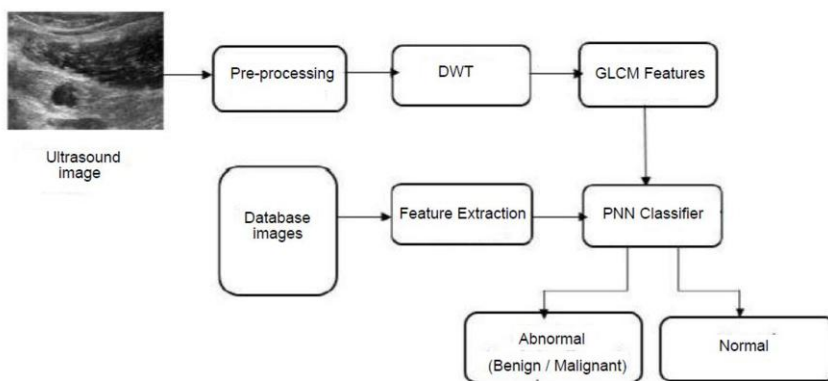 Pre-processing
DWT
GLCM Features
Ultrasound
image
Database
images
Feature Extraction
PNN Classifier
Abnormal
(Benign / Malignant)
Normal